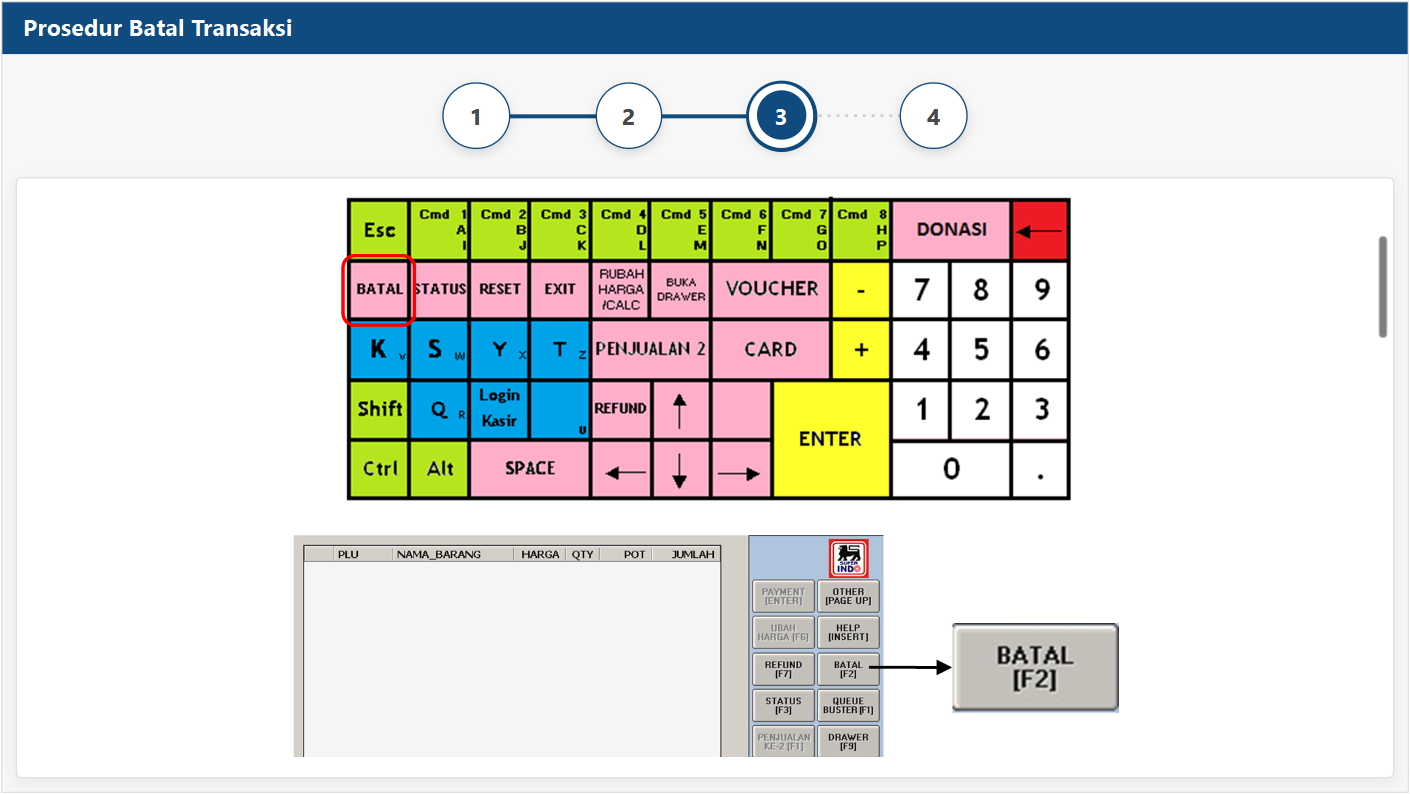 Prosedur Batal Transaksi
1 2 3 4
Esc Cmd 1 A I Cmd 2 B J Cmd 3 C K Cmd 4 D L Cmd 5 E M Cmd 6 F N Cmd 7 G O Cmd 8 H P DONASI
BATAL STATUS RESET EXIT RUBAH HARGA /CALC BUKA DRAWER VOUCHER - 7 8 9
K V S W Y X T Z PENJUALAN 2 CARD + 4 5 6
Shift Q R Login Kasir U REFUND ENTER 1 2 3
Ctrl Alt SPACE 0 .
PLU NAMA_BARANG HARGA QTY POT JUMLAH
SUPER
INDO
PAYMENT OTHER
[ENTER] [PAGE UP]
UBAH HELP
HARGA [F6] [INSERT]
REFUND BATAL
[F7] [F2]
STATUS QUEUE
[F3] BUSTER [F1]
PENJUALAN DRAWER
KE-2 [F1] [F9]
BATAL
[F2]